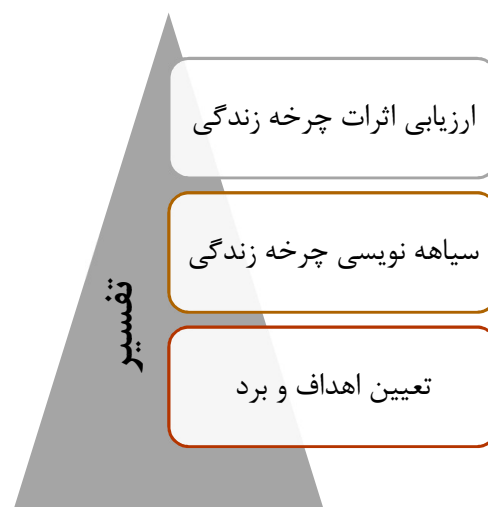 ارزیابی اثرات چرخه زندگی
سیاهه نویسی چرخه زندگی
تعیین اهداف و برد
تفسیر